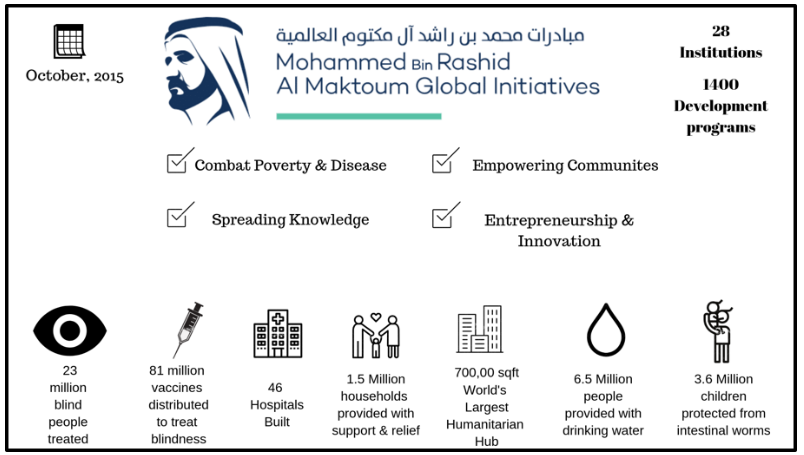 October, 2015
مبادرات محمد بن راشد آل مكتوم العالمية
Mohammed Bin Rashid
Al Maktoum Global Initiatives
28
Institutions
1400
Development
programs
Combat Poverty & Disease
Empowering Communites
Spreading Knowledge
Entrepreneurship &
Innovation
23
million
blind
people
treated
81 million
vaccines
distributed
to treat
blindness
46
Hospitals
Built
1.5 Million
households
provided with
support & relief
700,00 sqft
World's
Largest
Humanitarian
Hub
6.5 Million
people
provided with
drinking water
3.6 Million
children
protected from
intestinal worms